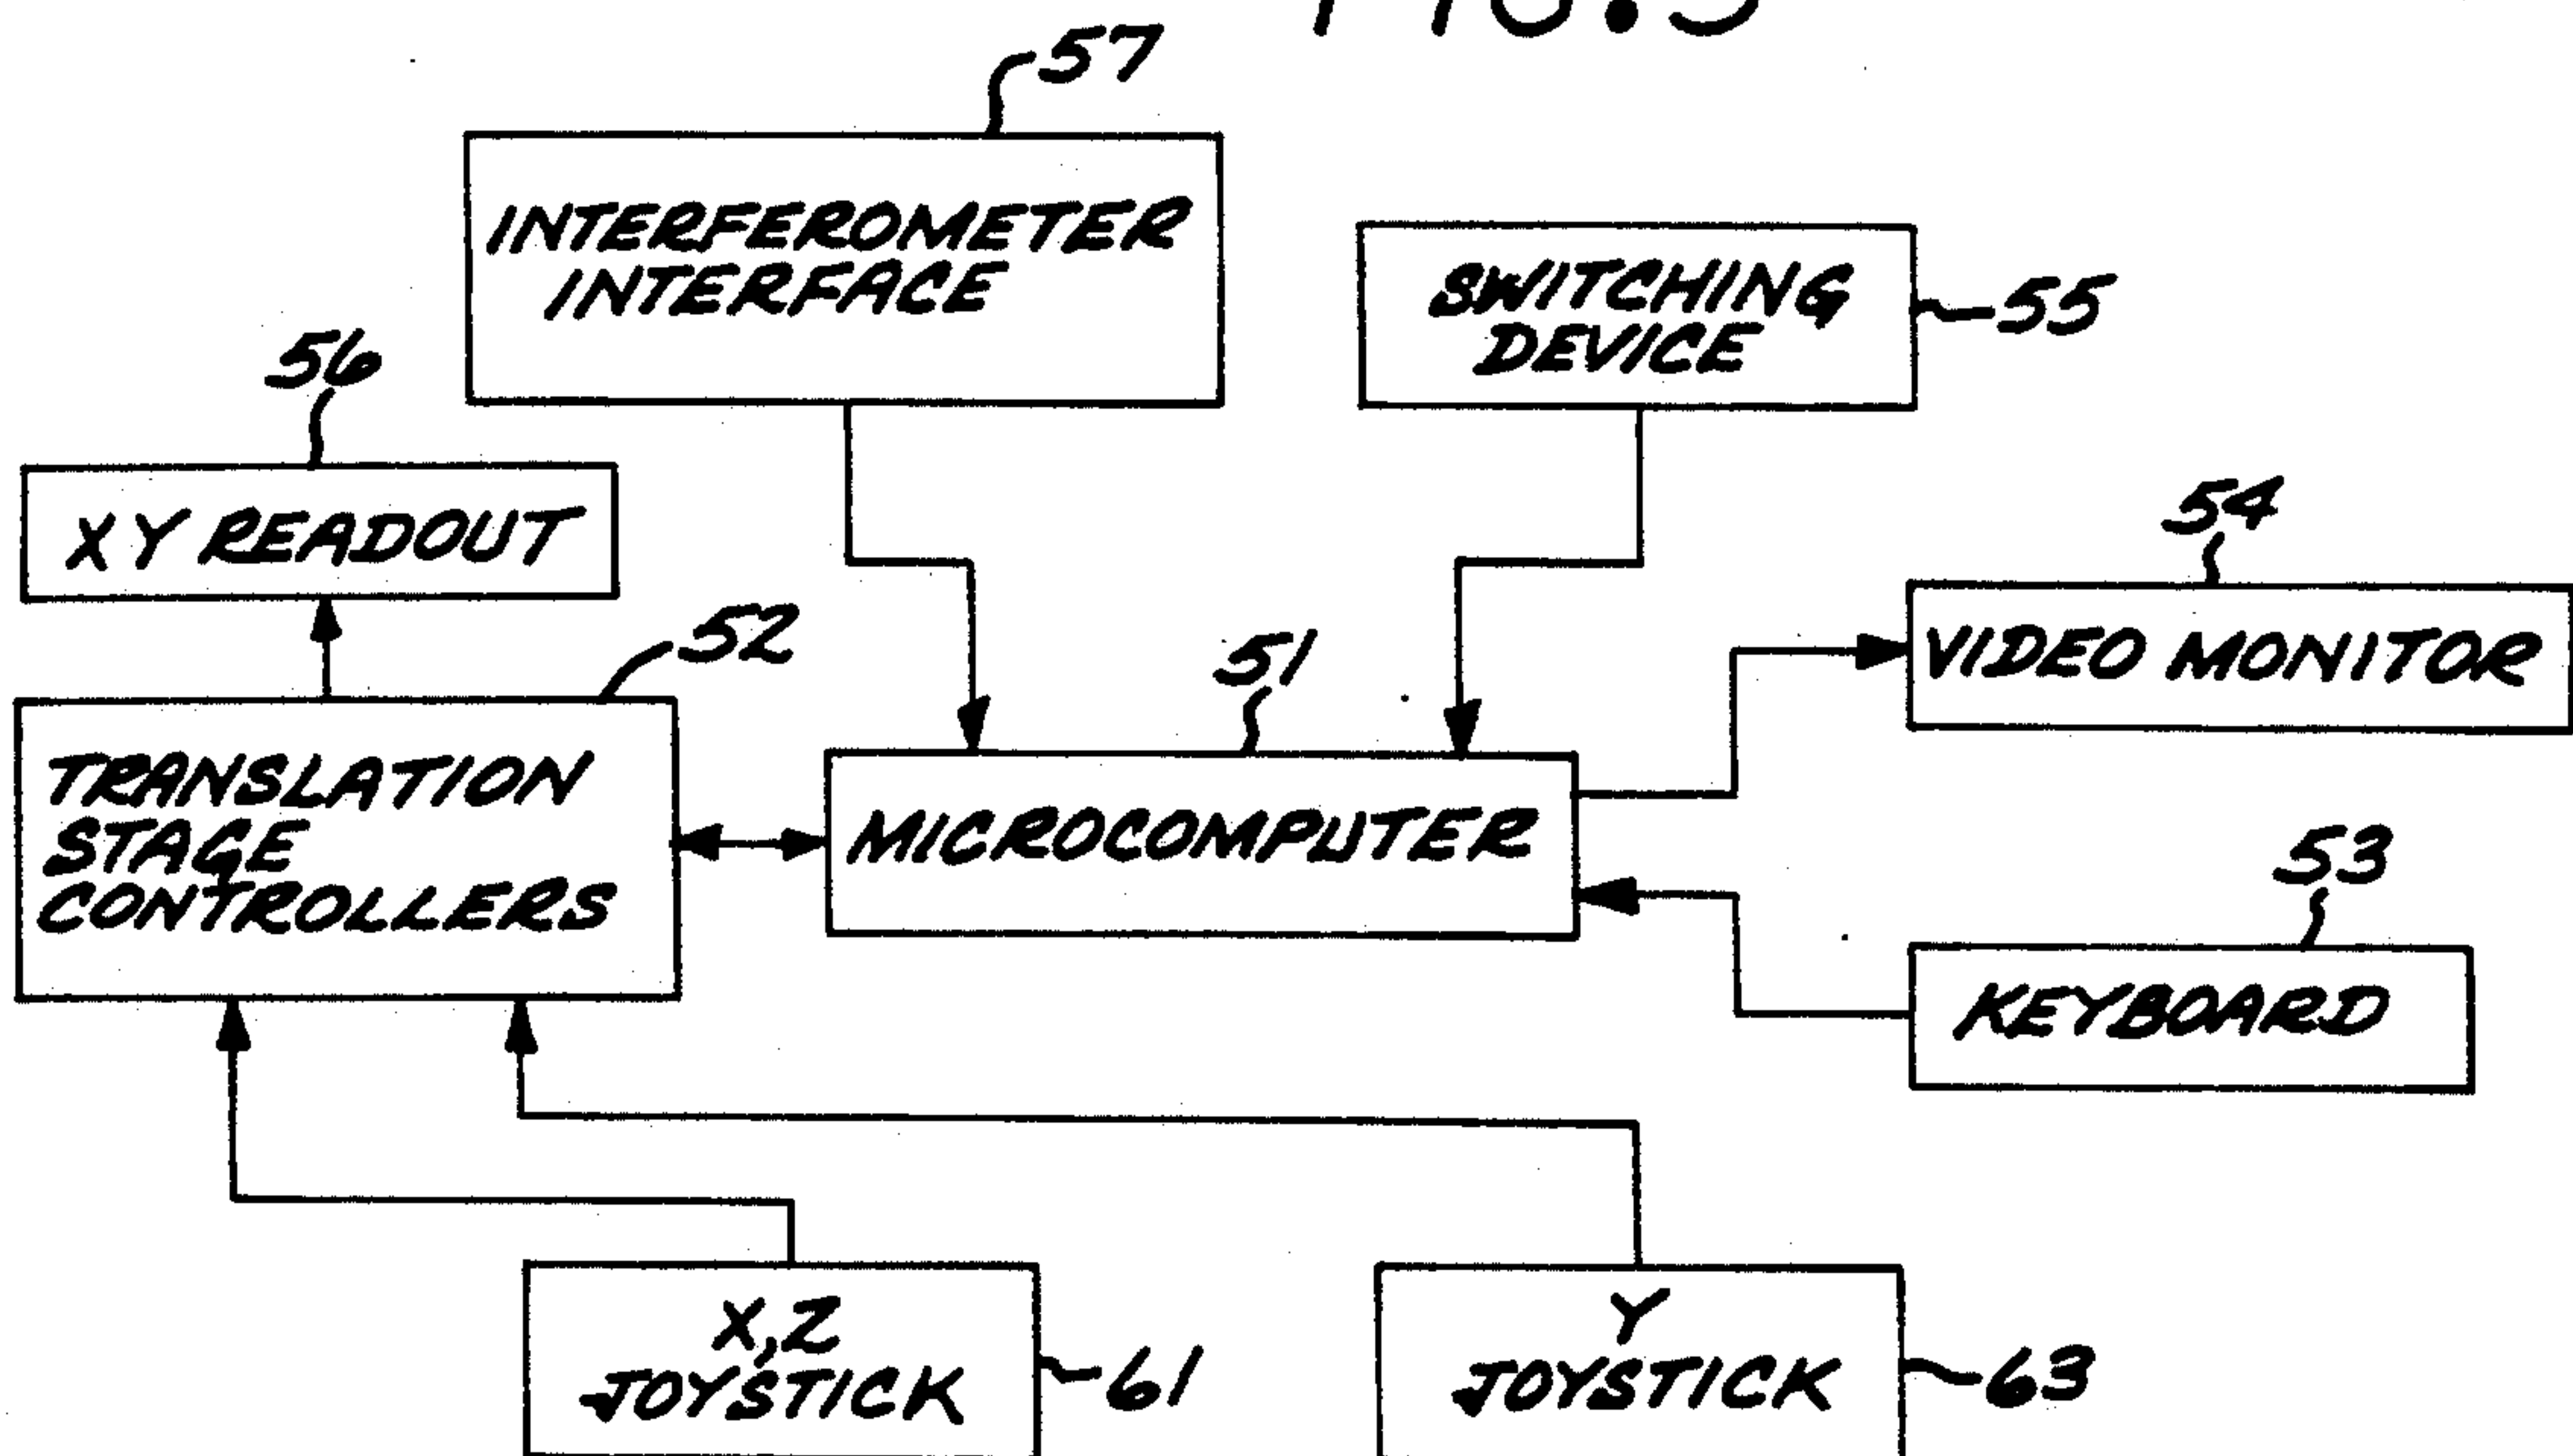 57
INTERFEROMETER
INTERFACE
SWITCHING
DEVICE
55
56
XY READOUT
54
VIDEO MONITOR
52
51
TRANSLATION
STAGE
CONTROLLERS
MICROCOMPUTER
53
KEYBOARD
X,Z
JOYSTICK
61
Y
JOYSTICK
63